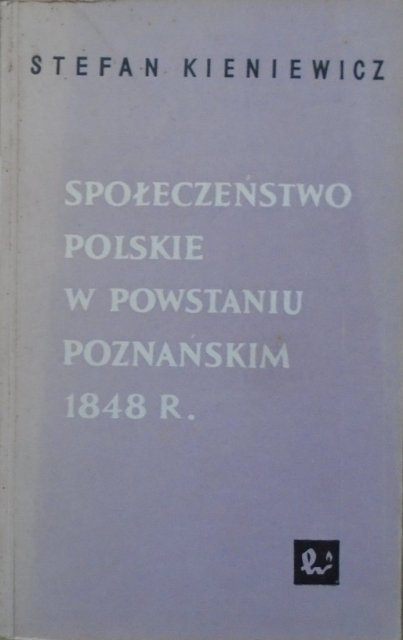 STEFAN KIENIEWICZ
SPOŁECZEŃSTWO
POLSKIE
W POWSTANIU
POZNAŃSKIM
1848 R.